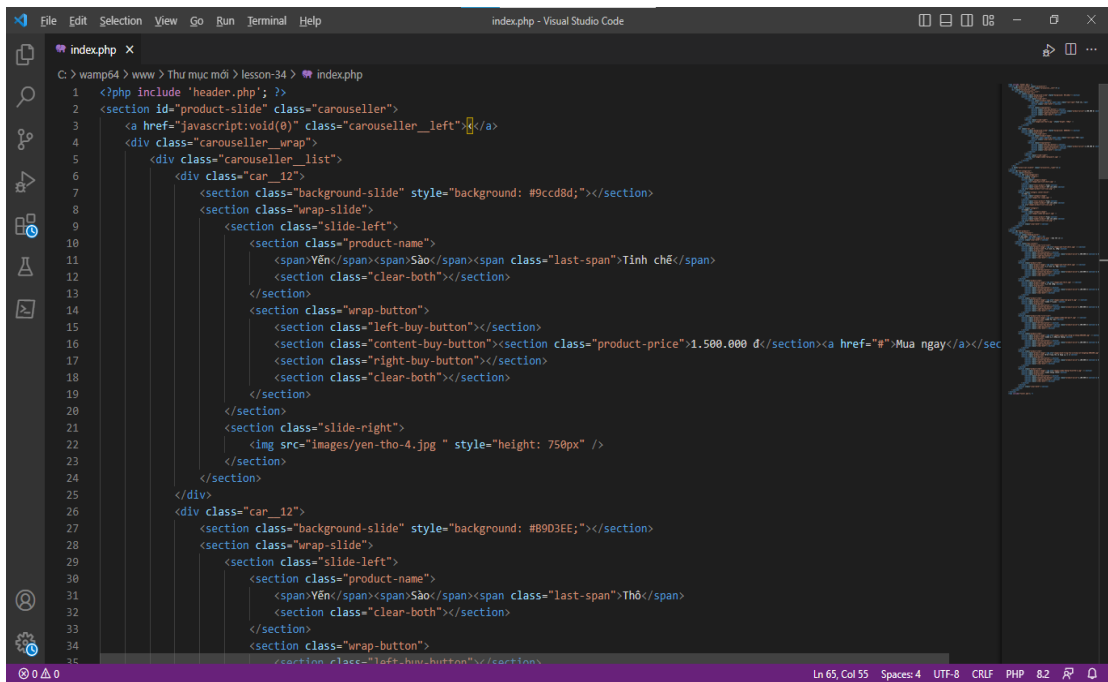 File Edit Selection View Go Run Terminal Help index.php - Visual Studio Code
index.php
C: > wamp64 > www > Thư mục mới > lesson-34 > index.php
1 <?php include 'header.php'; ?>
2 <section id="product-slide" class="carouseller">
3 <a href="javascript:void(0)" class="carouseller__left">‹</a>
4 <div class="carouseller__wrap">
5 <div class="carouseller__list">
6 <div class="car__12">
7 <section class="background-slide" style="background: #9ccd8d;"></section>
8 <section class="wrap-slide">
9 <section class="slide-left">
10 <section class="product-name">
11 <span>Yến</span><span>Sào</span><span class="last-span">Tinh chế</span>
12 <section class="clear-both"></section>
13 </section>
14 <section class="wrap-button">
15 <section class="left-buy-button"></section>
16 <section class="content-buy-button"><section class="product-price">1.500.000 đ</section><a href="#">Mua ngay</a></sec
17 <section class="right-buy-button"></section>
18 <section class="clear-both"></section>
19 </section>
20 </section>
21 <section class="slide-right">
22 <img src="images/yen-tho-4.jpg " style="height: 750px" />
23 </section>
24 </section>
25 </div>
26 <div class="car__12">
27 <section class="background-slide" style="background: #B9D3EE;"></section>
28 <section class="wrap-slide">
29 <section class="slide-left">
30 <section class="product-name">
31 <span>Yến</span><span>Sào</span><span class="last-span">Thô</span>
32 <section class="clear-both"></section>
33 </section>
34 <section class="wrap-button">
35 <section class="left-buy-button"></section>
0 0 Ln 65, Col 55 Spaces: 4 UTF-8 CRLF PHP 8.2